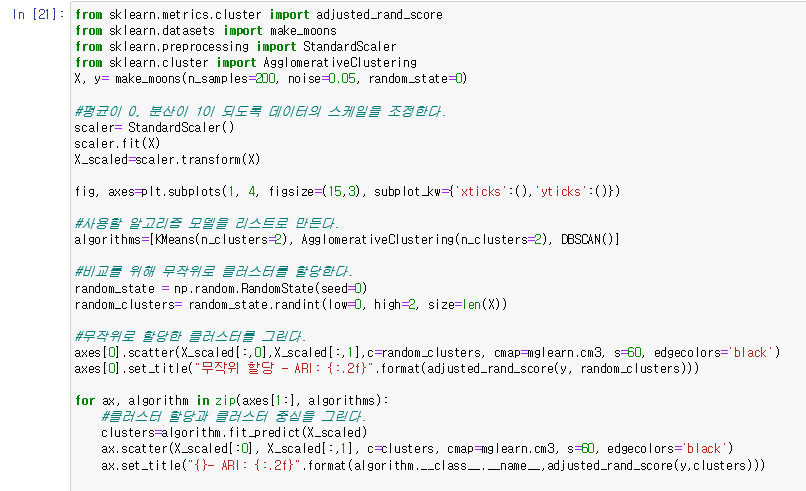 In [21]: from sklearn.metrics.cluster import adjusted_rand_score
from sklearn.datasets import make_moons
from sklearn.preprocessing import StandardScaler
from sklearn.cluster import AgglomerativeClustering
X, y= make_moons(n_samples=200, noise=0.05, random_state=0)
#평균이 0, 분산이 1이 되도록 데이터의 스케일을 조정한다.
scaler= StandardScaler()
scaler.fit(X)
X_scaled=scaler.transform(X)
fig, axes=plt.subplots(1, 4, figsize=(15,3), subplot_kw={'xticks':(),'yticks':()})
#사용할 알고리즘 모델을 리스트로 만든다.
algorithms=[KMeans(n_clusters=2), AgglomerativeClustering(n_clusters=2), DBSCAN()]
#비교를 위해 무작위로 클러스터를 할당한다.
random_state = np.random.RandomState(seed=0)
random_clusters= random_state.randint(low=0, high=2, size=len(X))
#무작위로 할당한 클러스터를 그린다.
axes[0].scatter(X_scaled[:,0],X_scaled[:,1],c=random_clusters, cmap=mglearn.cm3, s=60, edgecolors='black')
axes[0].set_title("무작위 할당 - ARI: {:.2f}".format(adjusted_rand_score(y, random_clusters)))
for ax, algorithm in zip(axes[1:], algorithms):
#클러스터 할당과 클러스터 중심을 그린다.
clusters=algorithm.fit_predict(X_scaled)
ax.scatter(X_scaled[:,0], X_scaled[:,1], c=clusters, cmap=mglearn.cm3, s=60, edgecolors='black')
ax.set_title("{}- ARI: {:.2f}".format(algorithm.__class__.__name__,adjusted_rand_score(y,clusters)))